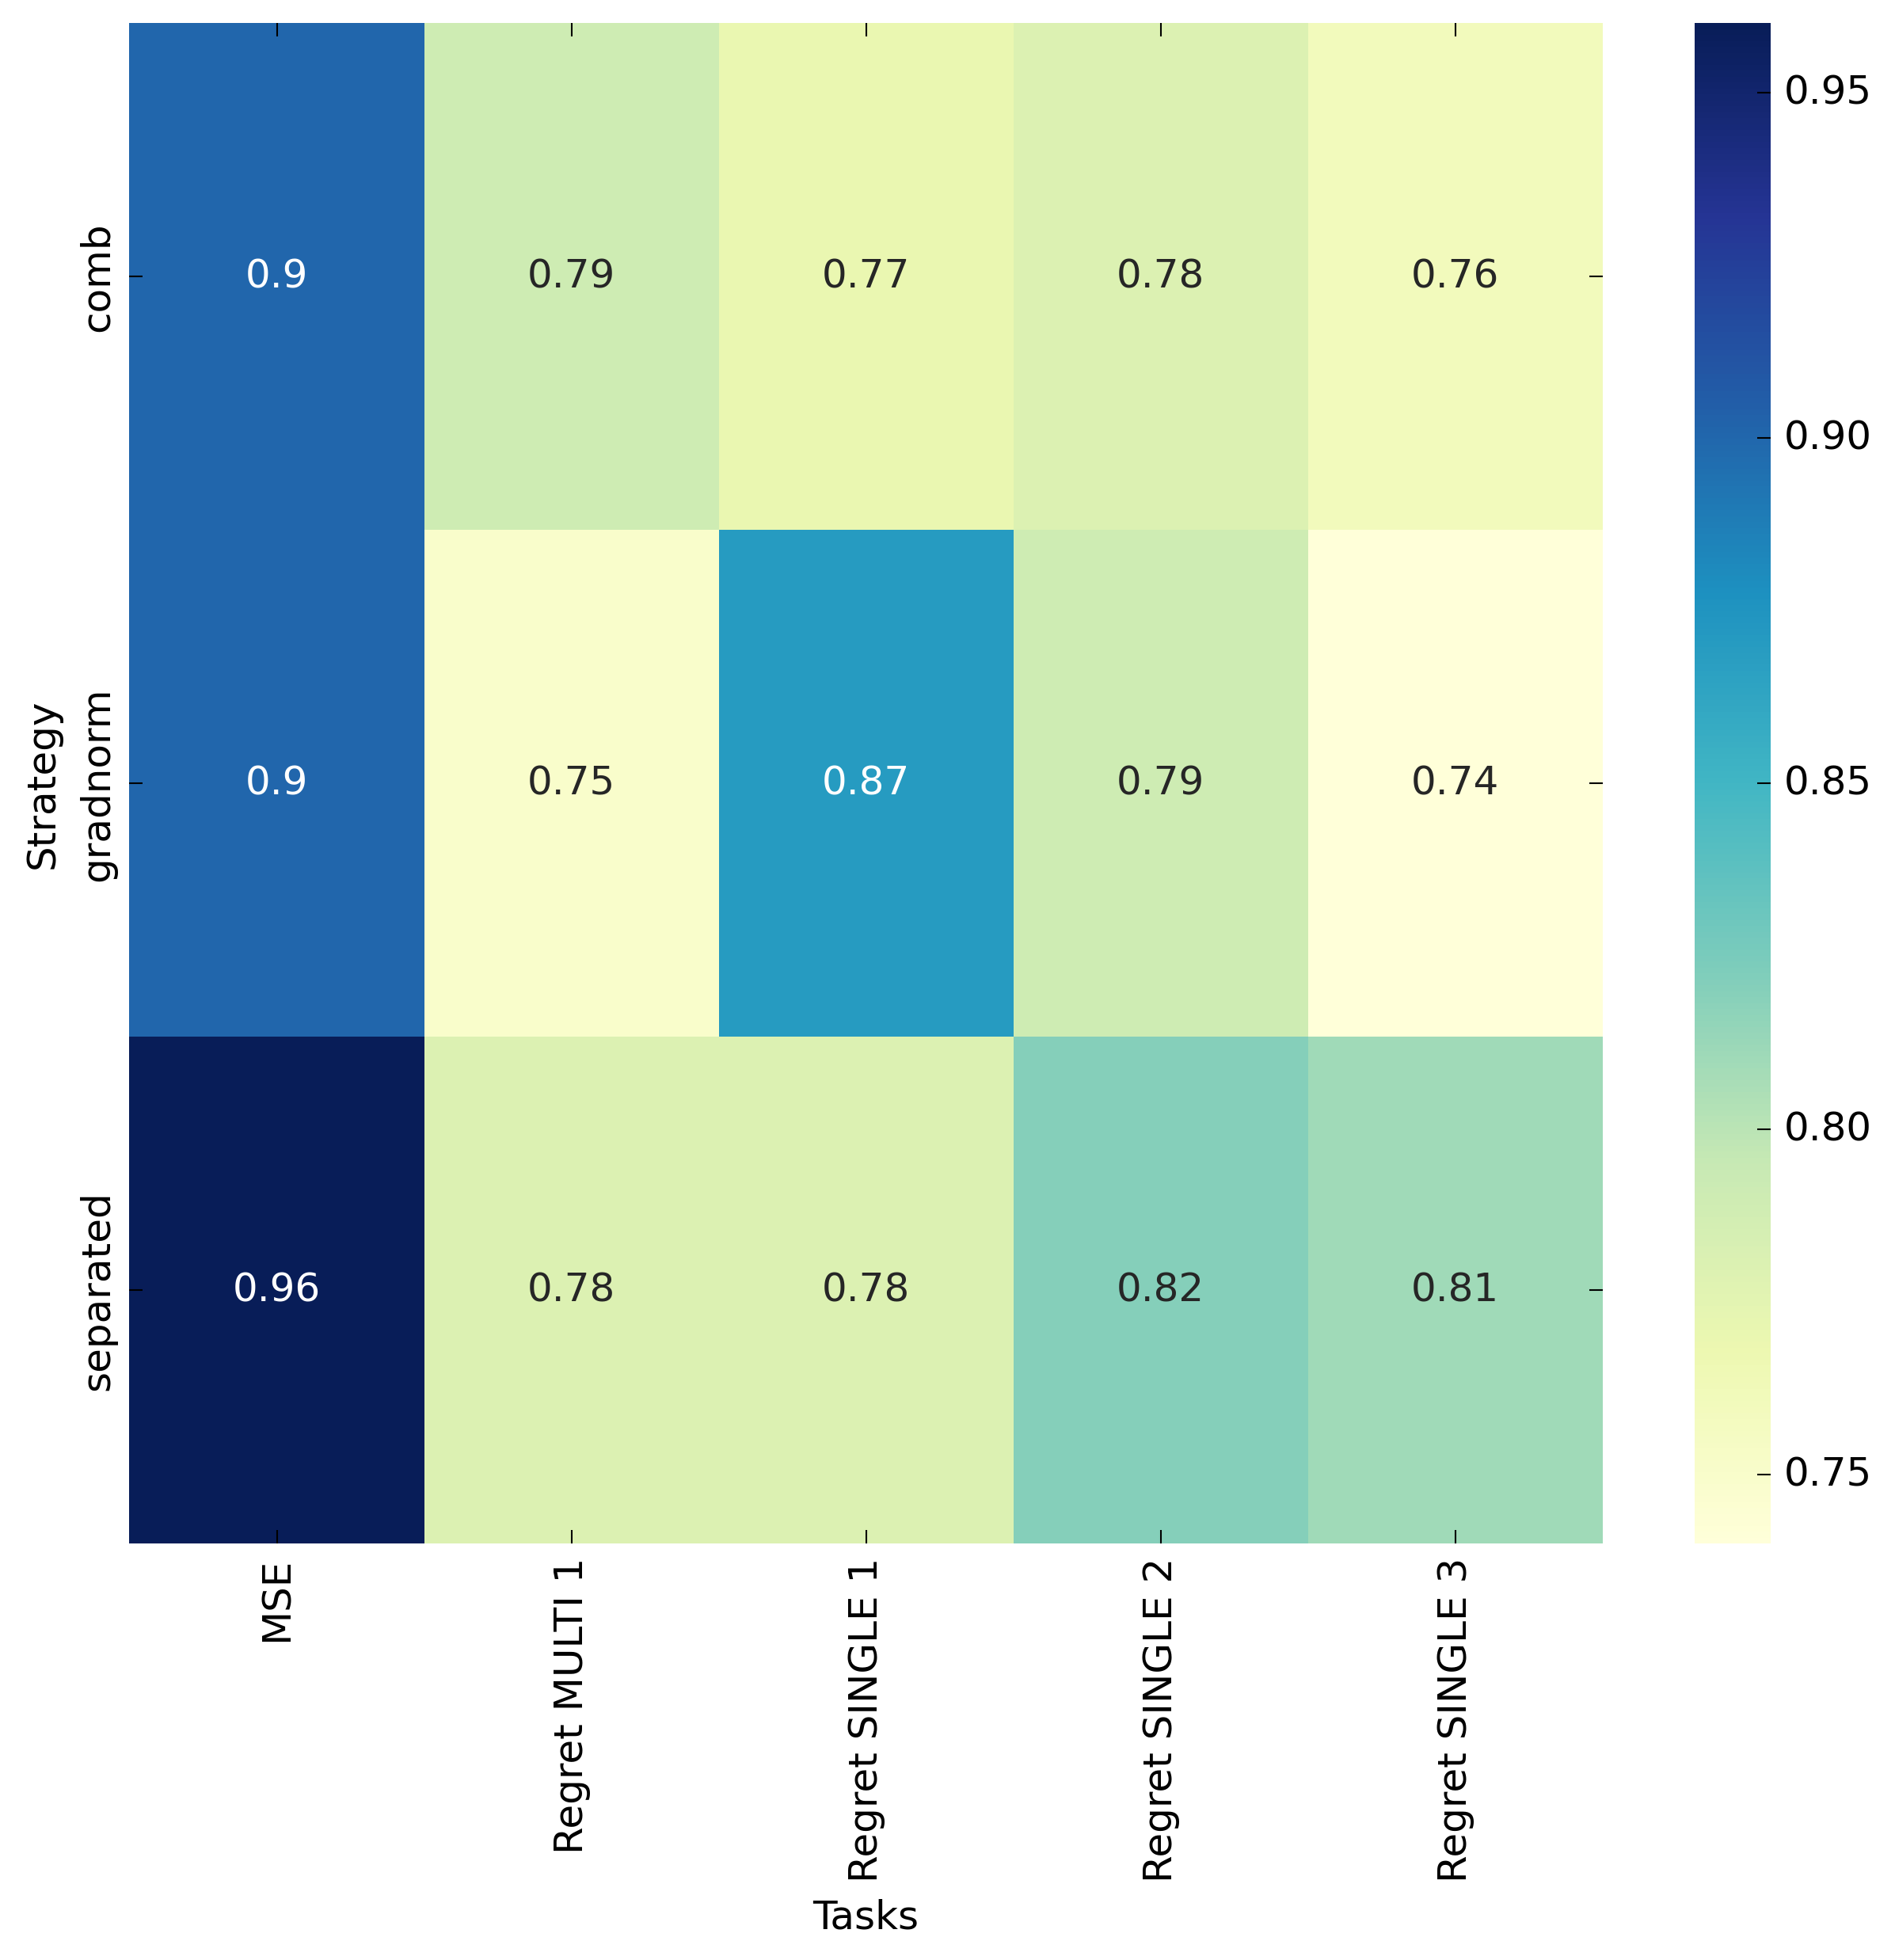 Strategy
comb
0.9 0.79 0.77 0.78 0.76
gradnorm
0.9 0.75 0.87 0.79 0.74
separated
0.96 0.78 0.78 0.82 0.81
MSE
Regret MULTI 1
Regret SINGLE 1
Regret SINGLE 2
Regret SINGLE 3
Tasks
0.95
0.90
0.85
0.80
0.75